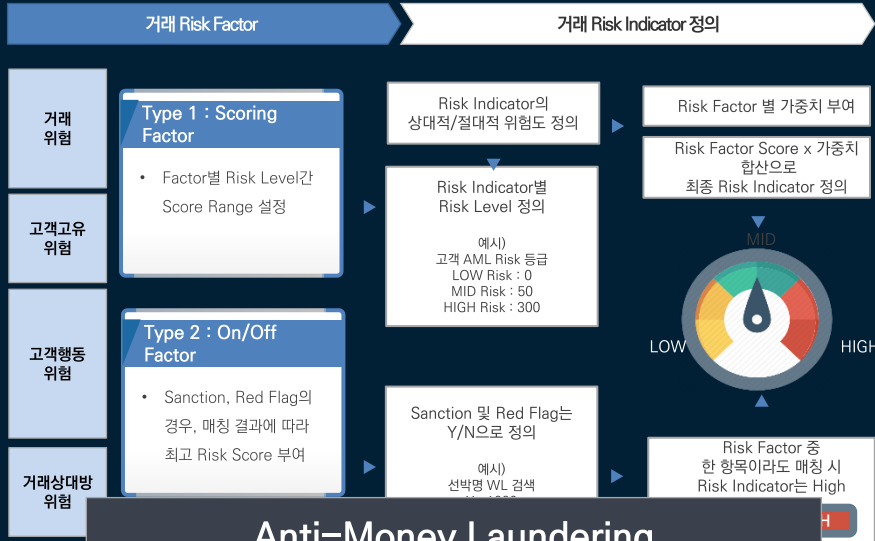 거래 Risk Factor
거래 Risk Indicator 정의
거래
위험
고객고유
위험
고객행동
위험
거래상대방
위험
Type 1 : Scoring
Factor
• Factor별 Risk Level간
Score Range 설정
Type 2 : On/Off
Factor
• Sanction, Red Flag의
경우, 매칭 결과에 따라
최고 Risk Score 부여
Risk Indicator의
상대적/절대적 위험도 정의
Risk Indicator별
Risk Level 정의
예시)
고객 AML Risk 등급
LOW Risk : 0
MID Risk : 50
HIGH Risk : 300
Sanction 및 Red Flag는
Y/N으로 정의
예시)
선박명 WL 검색
Risk Factor 별 가중치 부여
Risk Factor Score x 가중치
합산으로
최종 Risk Indicator 정의
MID
LOW
HIGH
Risk Factor 중
한 항목이라도 매칭 시
Risk Indicator는 High
Anti-Money Laundering